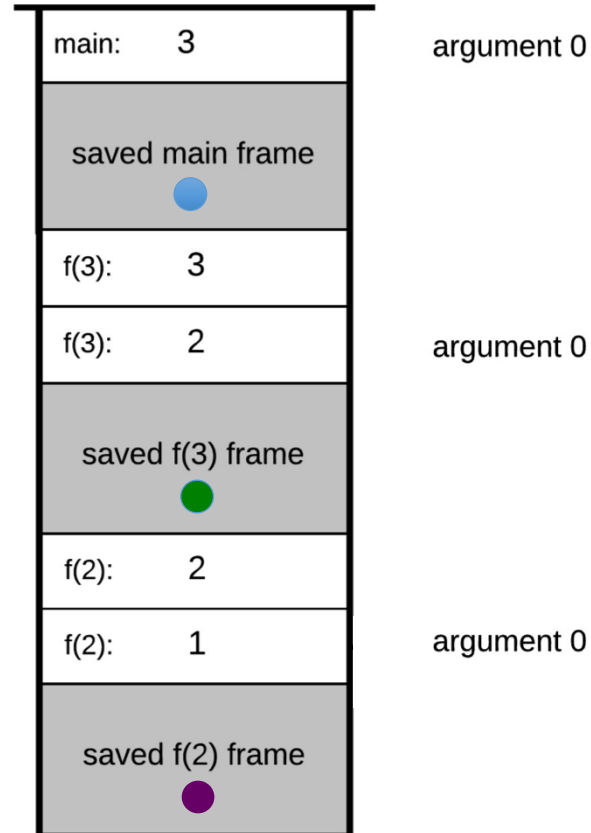 main: 3 argument 0
saved main frame
f(3): 3
f(3): 2 argument 0
saved f(3) frame
f(2): 2
f(2): 1 argument 0
saved f(2) frame